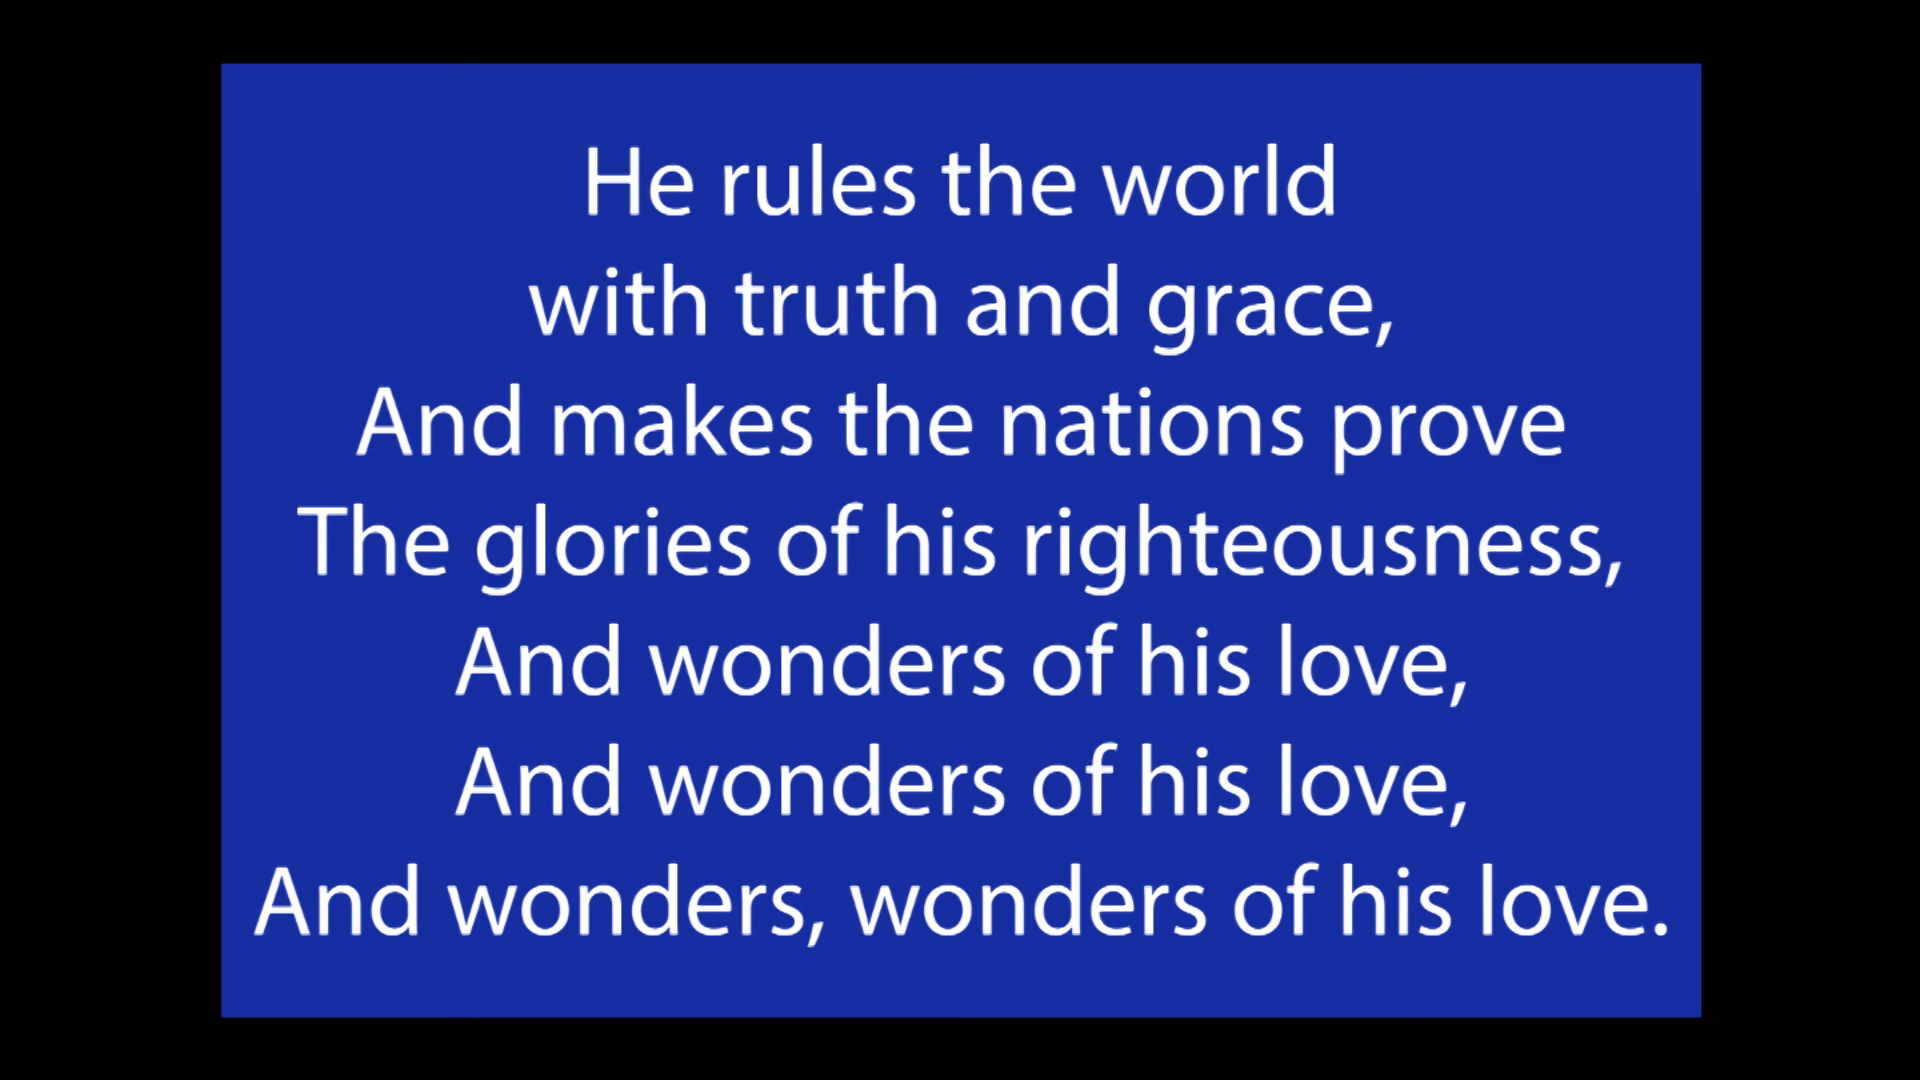 He rules the world
with truth and grace,
And makes the nations prove
The glories of his righteousness,
And wonders of his love,
And wonders of his love,
And wonders, wonders of his love.